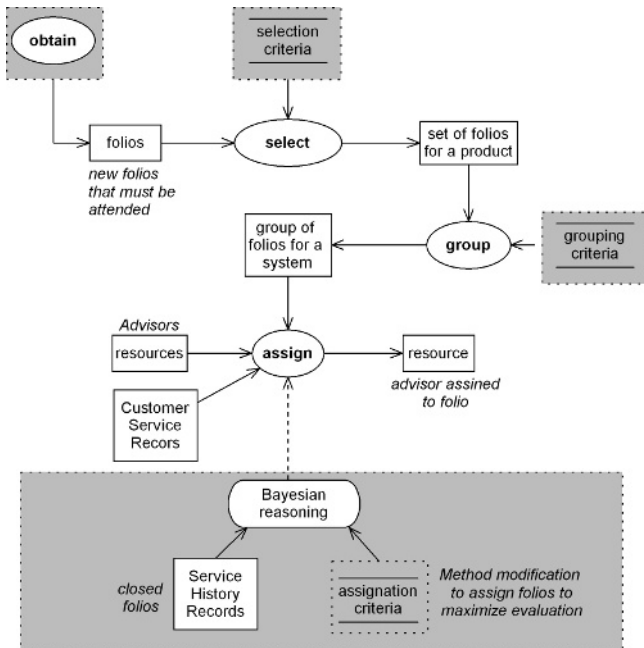 obtain
selection
criteria
folios
select
set of folios
for a product
new folios
that must be
attended
group of
folios for a
system
group
grouping
criteria
Advisors
resources
assign
resource
advisor assined
to folio
Customer
Service
Recors
Bayesian
reasoning
closed
folios
Service
History
Records
assignation
criteria
Method modification
to assign folios to
maximize evaluation